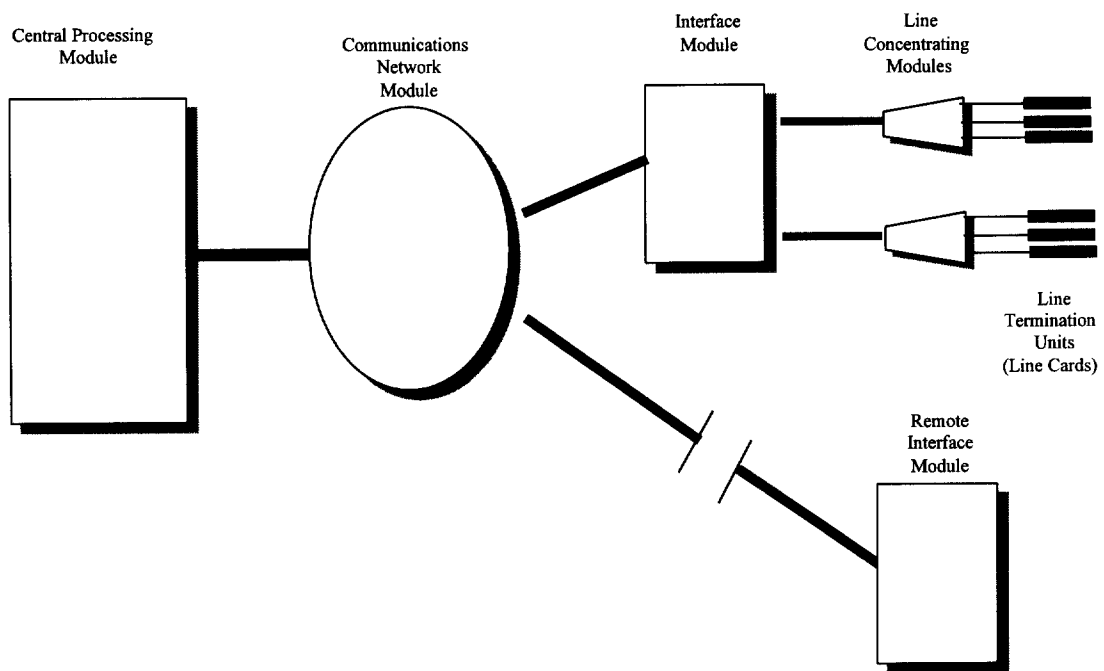 Central Processing
Module
Communications
Network
Module
Interface
Module
Line
Concentrating
Modules
Line
Termination
Units
(Line Cards)
Remote
Interface
Module